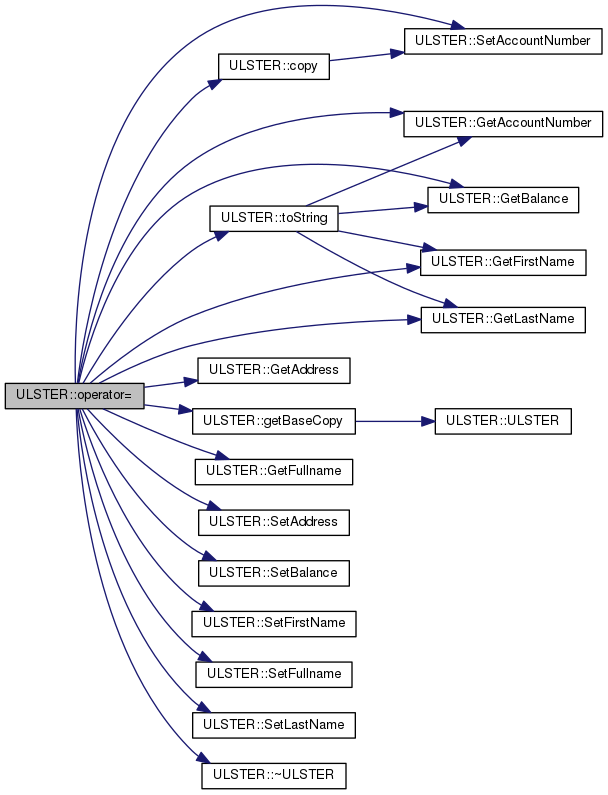 ULSTER::SetAccountNumber
ULSTER::copy
ULSTER::GetAccountNumber
ULSTER::GetBalance
ULSTER::toString
ULSTER::GetFirstName
ULSTER::GetLastName
ULSTER::GetAddress
ULSTER::operator=
ULSTER::getBaseCopy
ULSTER::ULSTER
ULSTER::GetFullname
ULSTER::SetAddress
ULSTER::SetBalance
ULSTER::SetFirstName
ULSTER::SetFullname
ULSTER::SetLastName
ULSTER::~ULSTER